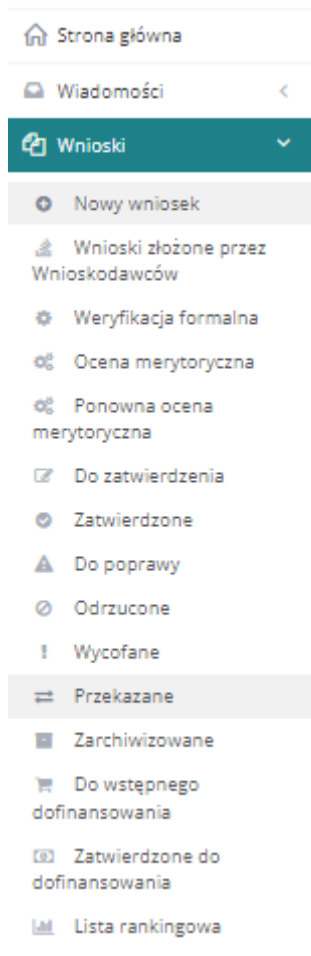 Strona główna
Wiadomości
Wnioski
Nowy wniosek
Wnioski złożone przez
Wnioskodawców
Weryfikacja formalna
Ocena merytoryczna
Ponowna ocena
merytoryczna
Do zatwierdzenia
Zatwierdzone
Do poprawy
Odrzucone
Wycofane
Przekazane
Zarchiwizowane
Do wstępnego
dofinansowania
Zatwierdzone do
dofinansowania
Lista rankingowa